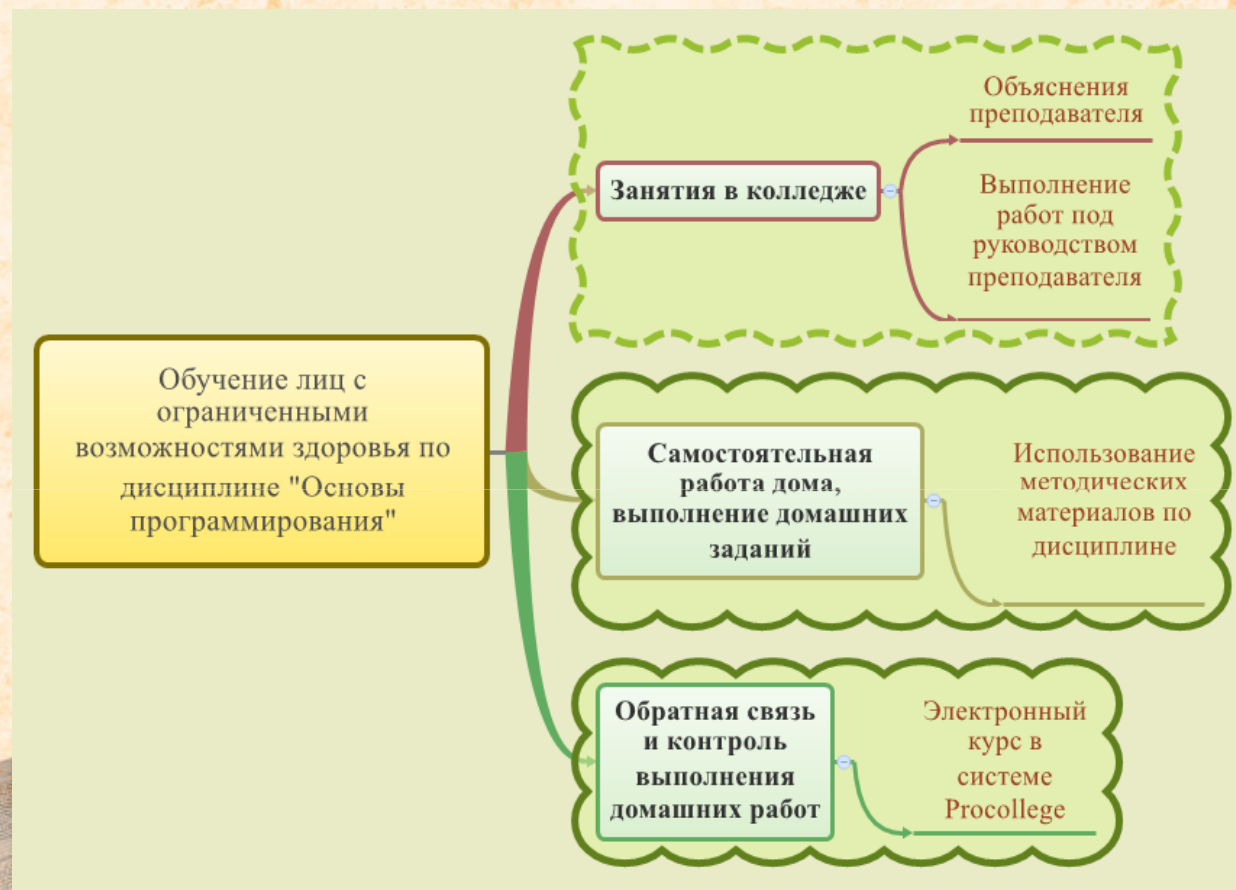 Обучение лиц с
ограниченными
возможностями здоровья по
дисциплине "Основы
программирования"
Занятия в колледже
Объяснения
преподавателя
Выполнение
работ под
руководством
преподавателя
Самостоятельная
работа дома,
выполнение домашних
заданий
Использование
методических
материалов по
дисциплине
Обратная связь
и контроль
выполнения
домашних работ
Электронный
курс в
системе
Procollege